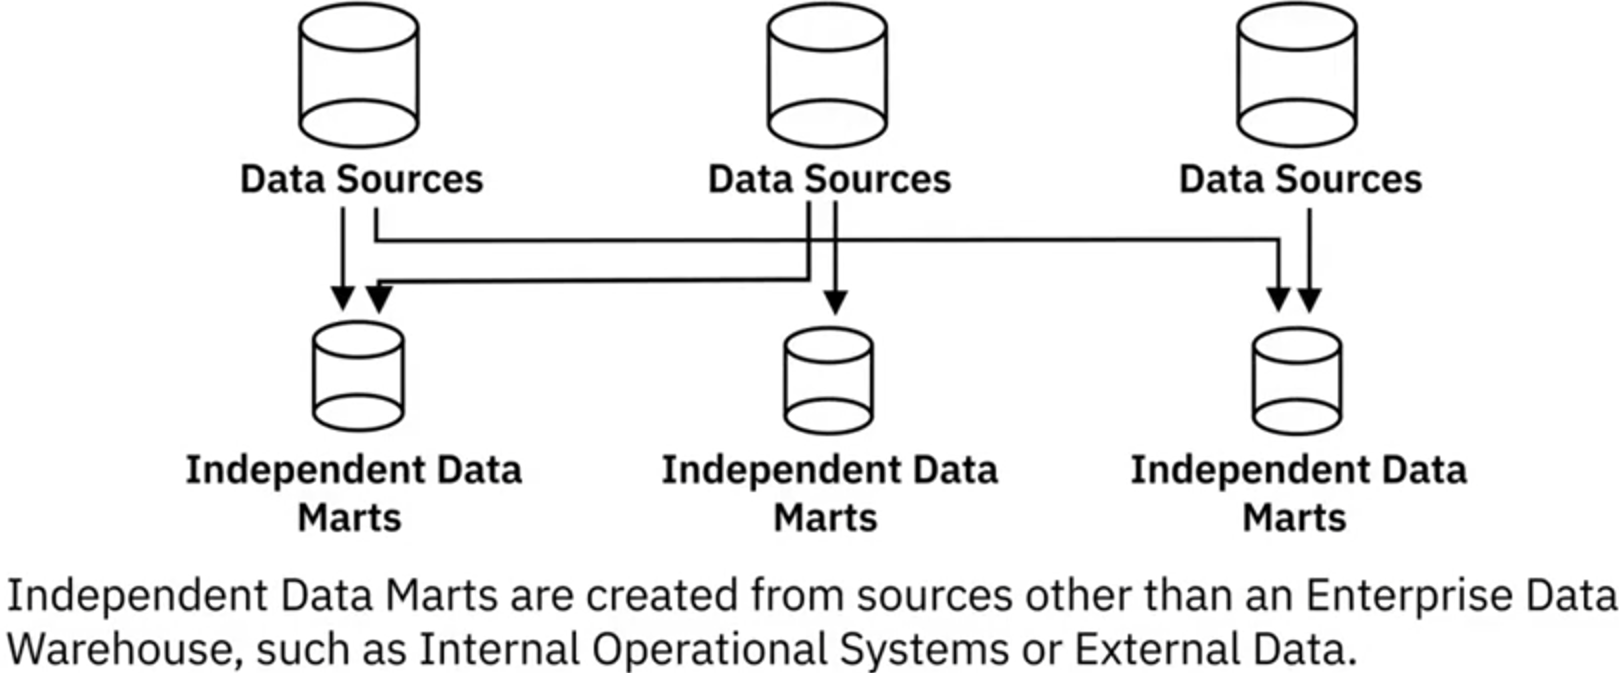 Data Sources
Data Sources
Data Sources
Independent Data
Marts
Independent Data
Marts
Independent Data
Marts
Independent Data Marts are created from sources other than an Enterprise Data
Warehouse, such as Internal Operational Systems or External Data.